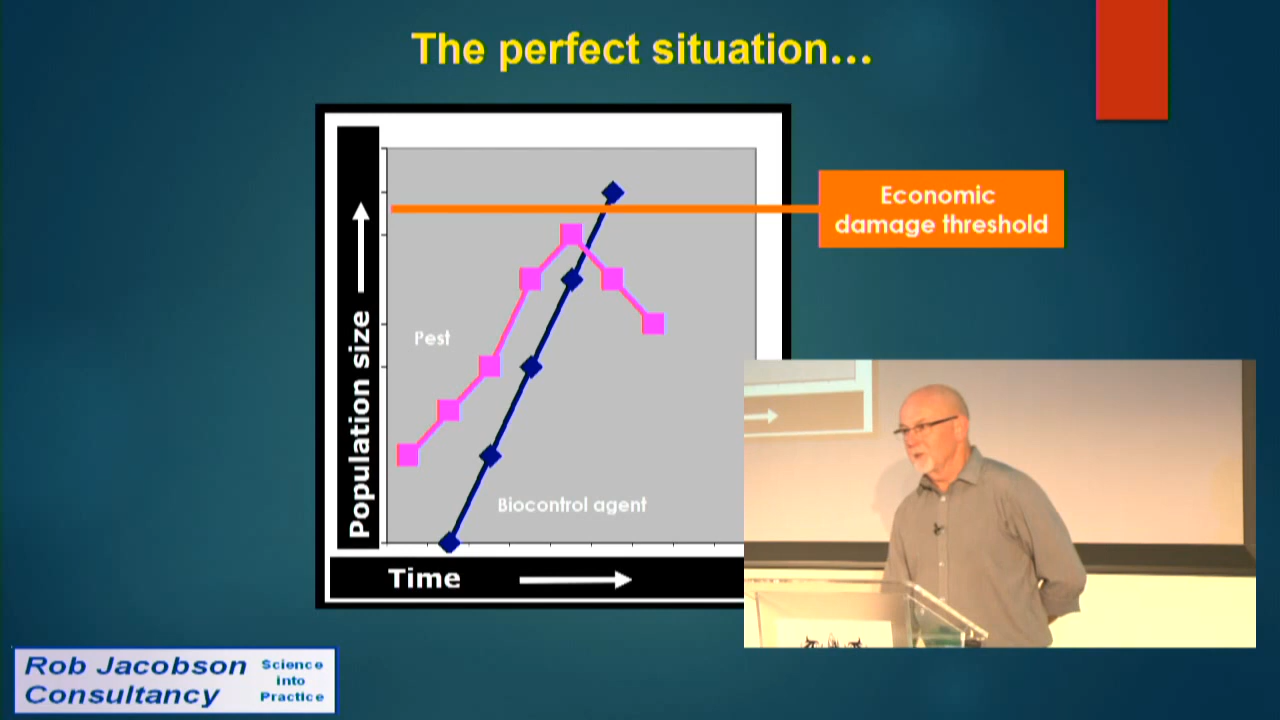 The perfect situation...
Economic
damage threshold
Population size
Pest
Biocontrol agent
Time
Rob Jacobson
Consultancy
Science
into
Practice